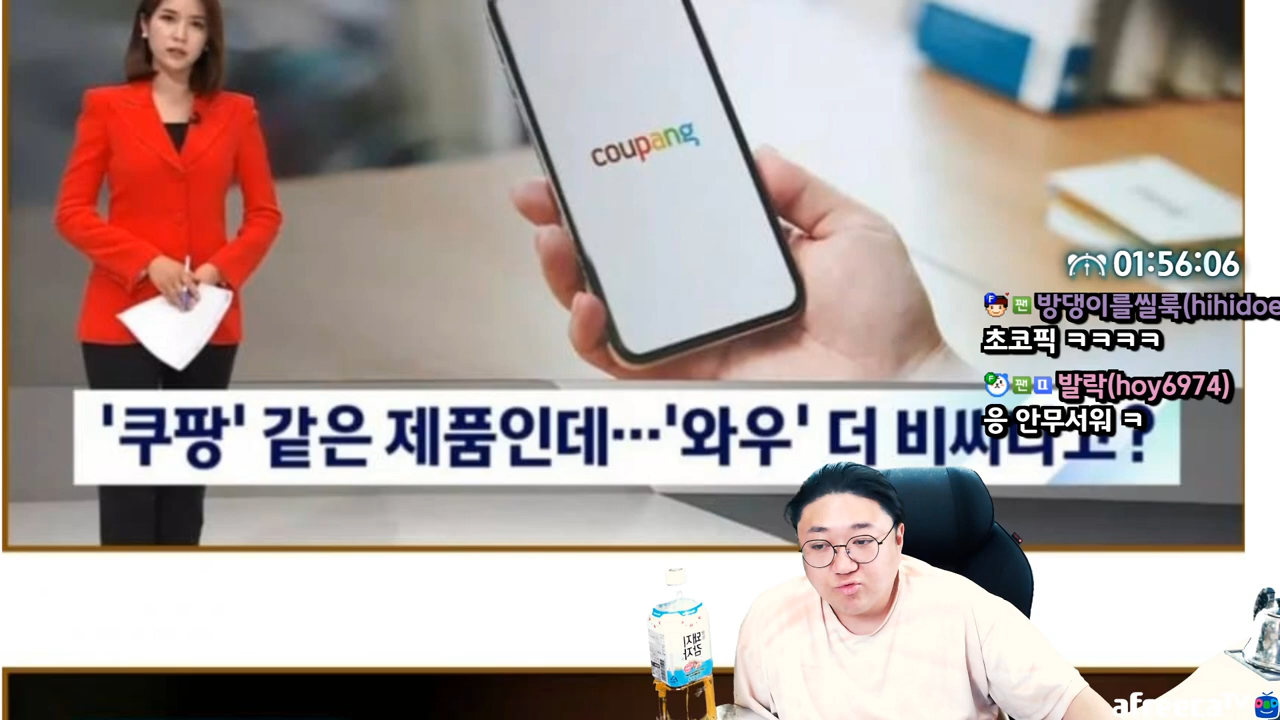 coupang
01:56:06
방댕이를씰룩(hihidoe
초코픽 ㅋㅋㅋㅋ
발락(hoy6974)
응 안무서워 ㅋ
'쿠팡' 같은 제품인데…'와우' 더 비싸다고?
afreecaTV